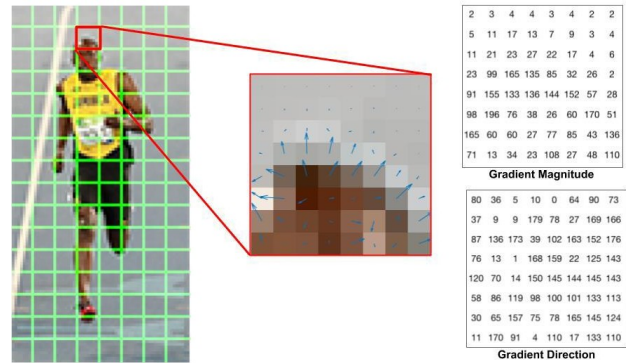 2 3 4 4 3 4 2 2
5 11 17 13 7 9 3 4
11 21 23 27 22 17 4 6
23 99 165 135 85 32 26 2
91 155 133 136 144 152 57 28
98 196 76 38 26 60 170 51
165 60 60 27 77 85 43 136
71 13 34 23 108 27 48 110
Gradient Magnitude
80 36 5 10 0 64 90 73
37 9 9 179 78 27 169 166
87 136 173 39 102 163 152 176
76 13 1 168 159 22 125 143
120 70 14 150 145 144 145 143
58 86 119 98 100 101 133 113
30 65 157 75 78 165 145 124
11 170 91 4 110 17 133 110
Gradient Direction